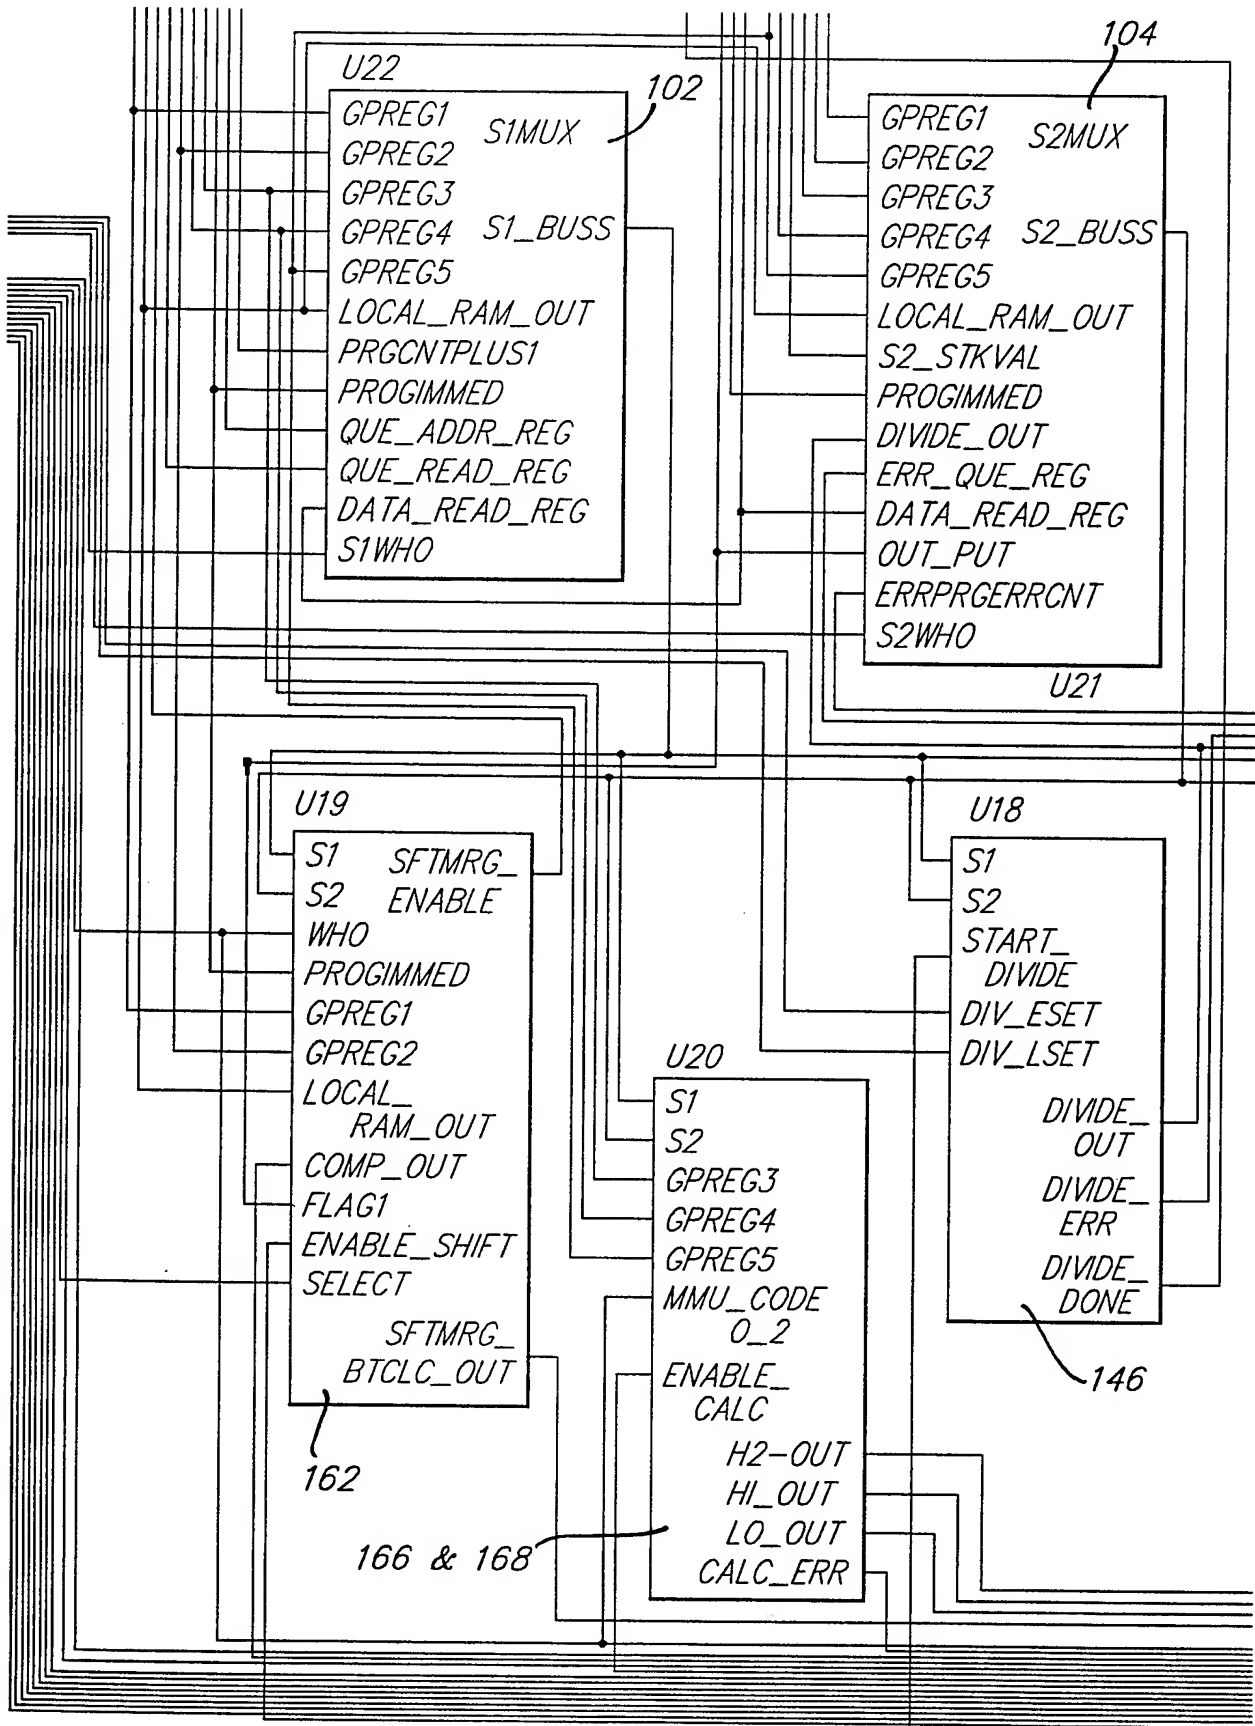 104
U22
102
GPREG1
S1MUX
GPREG2
GPREG3
GPREG4
S1_BUSS
GPREG5
LOCAL_RAM_OUT
PRGCNTPLUS1
PROGIMMED
QUE_ADDR_REG
QUE_READ_REG
DATA_READ_REG
S1WHO
GPREG1
S2MUX
GPREG2
GPREG3
GPREG4
S2_BUSS
GPREG5
LOCAL_RAM_OUT
S2_STKVAL
PROGIMMED
DIVIDE_OUT
ERR_QUE_REG
DATA_READ_REG
OUT_PUT
ERRPRGERRCNT
S2WHO
U21
U19
S1
SFTMRG_
S2
ENABLE
WHO
PROGIMMED
GPREG1
GPREG2
LOCAL_
RAM_OUT
COMP_OUT
FLAG1
ENABLE_SHIFT
SELECT
SFTMRG_
BTCLC_OUT
162
U18
S1
S2
START_
DIVIDE
DIV_ESET
DIV_LSET
DIVIDE_
OUT
DIVIDE_
ERR
DIVIDE_
DONE
146
U20
S1
S2
GPREG3
GPREG4
GPREG5
MMU_CODE
0_2
ENABLE_
CALC
H2-OUT
HI_OUT
LO_OUT
CALC_ERR
166 & 168